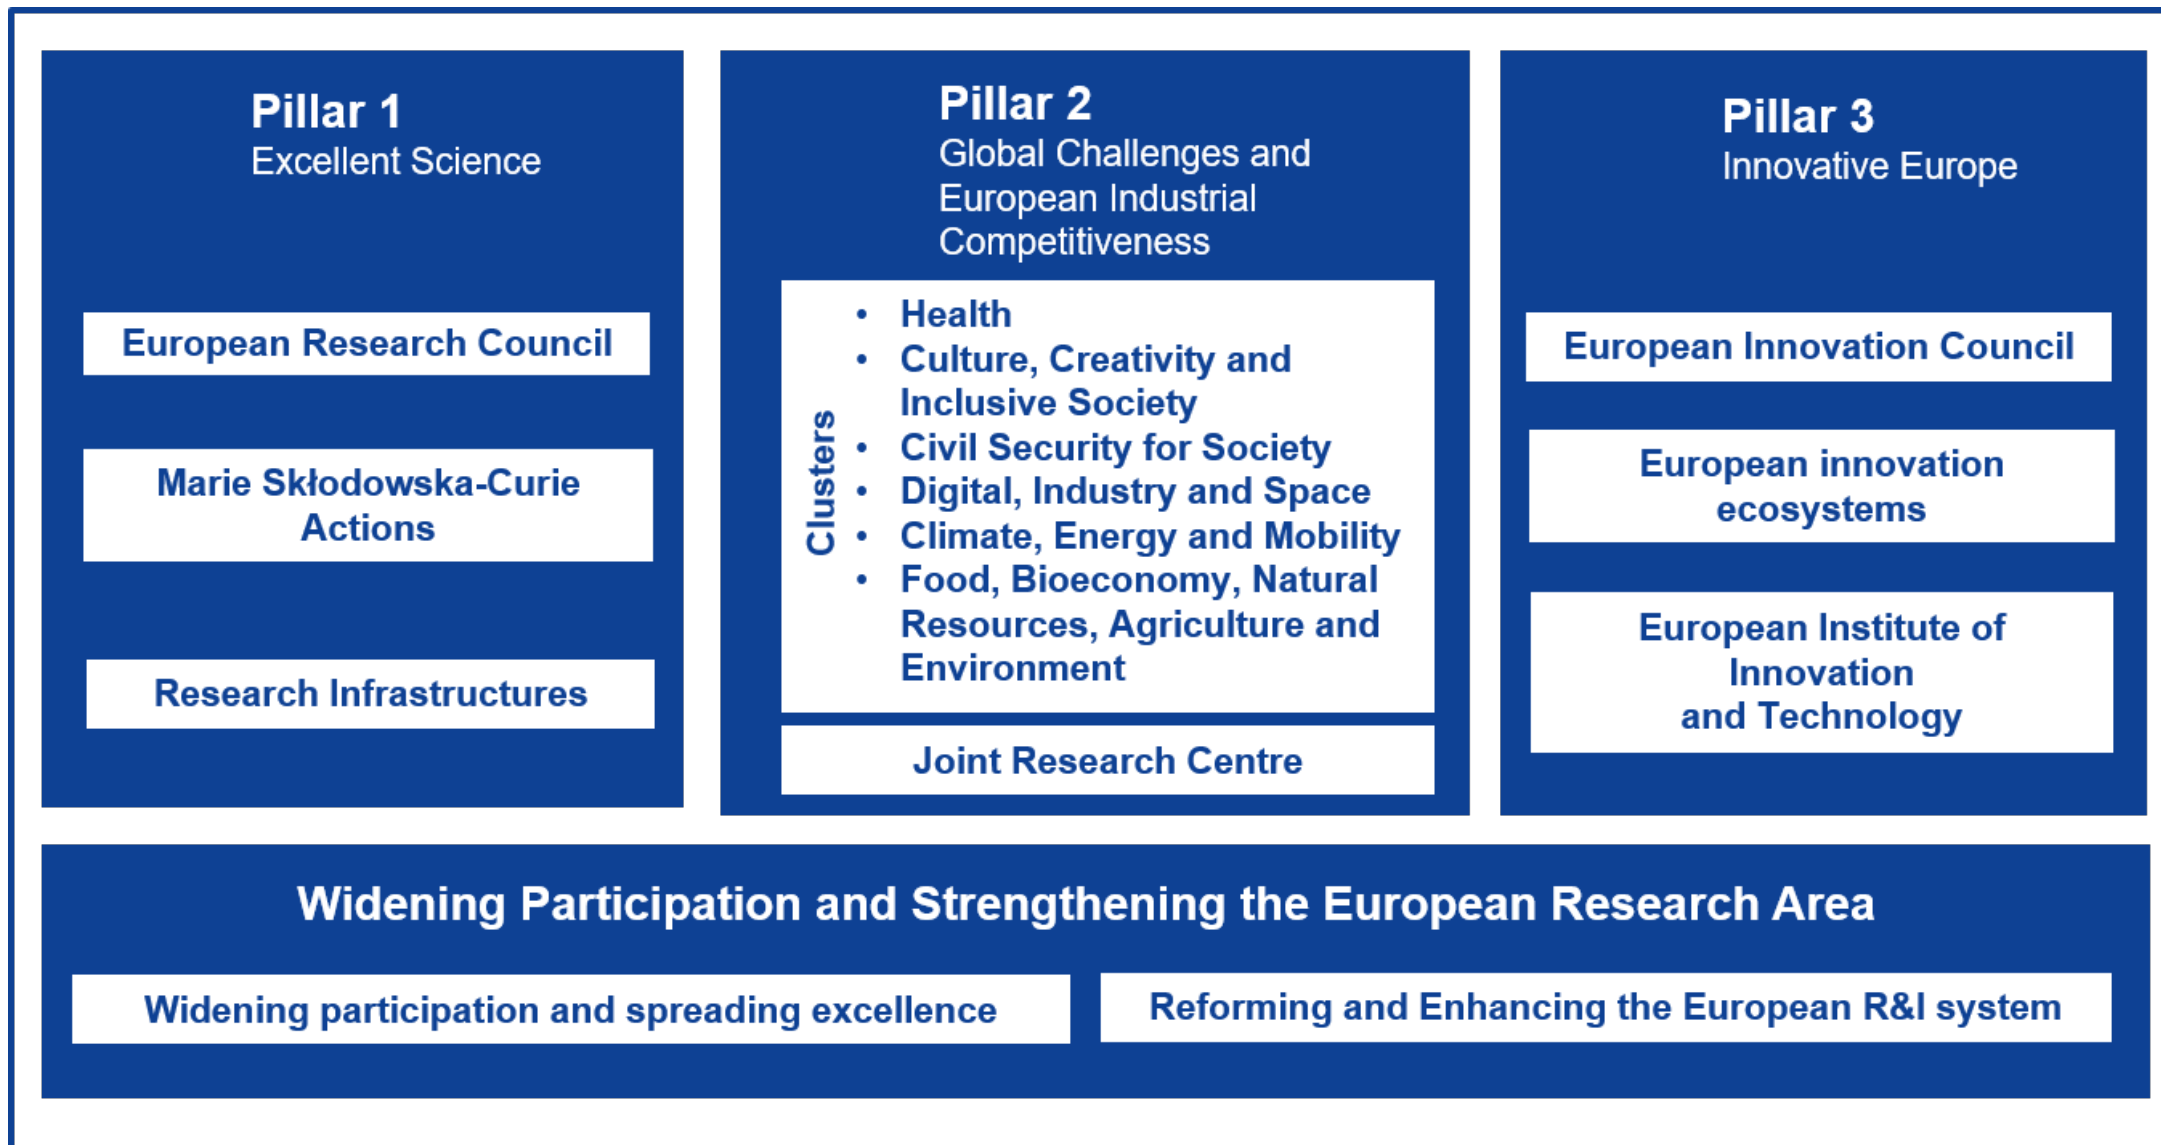 Pillar 1
Excellent Science
European Research Council
Marie Skłodowska-Curie
Actions
Research Infrastructures
Pillar 2
Global Challenges and
European Industrial
Competitiveness
Clusters
• Health
• Culture, Creativity and
Inclusive Society
• Civil Security for Society
• Digital, Industry and Space
• Climate, Energy and Mobility
• Food, Bioeconomy, Natural
Resources, Agriculture and
Environment
Joint Research Centre
Pillar 3
Innovative Europe
European Innovation Council
European innovation
ecosystems
European Institute of
Innovation
and Technology
Widening Participation and Strengthening the European Research Area
Widening participation and spreading excellence
Reforming and Enhancing the European R&I system